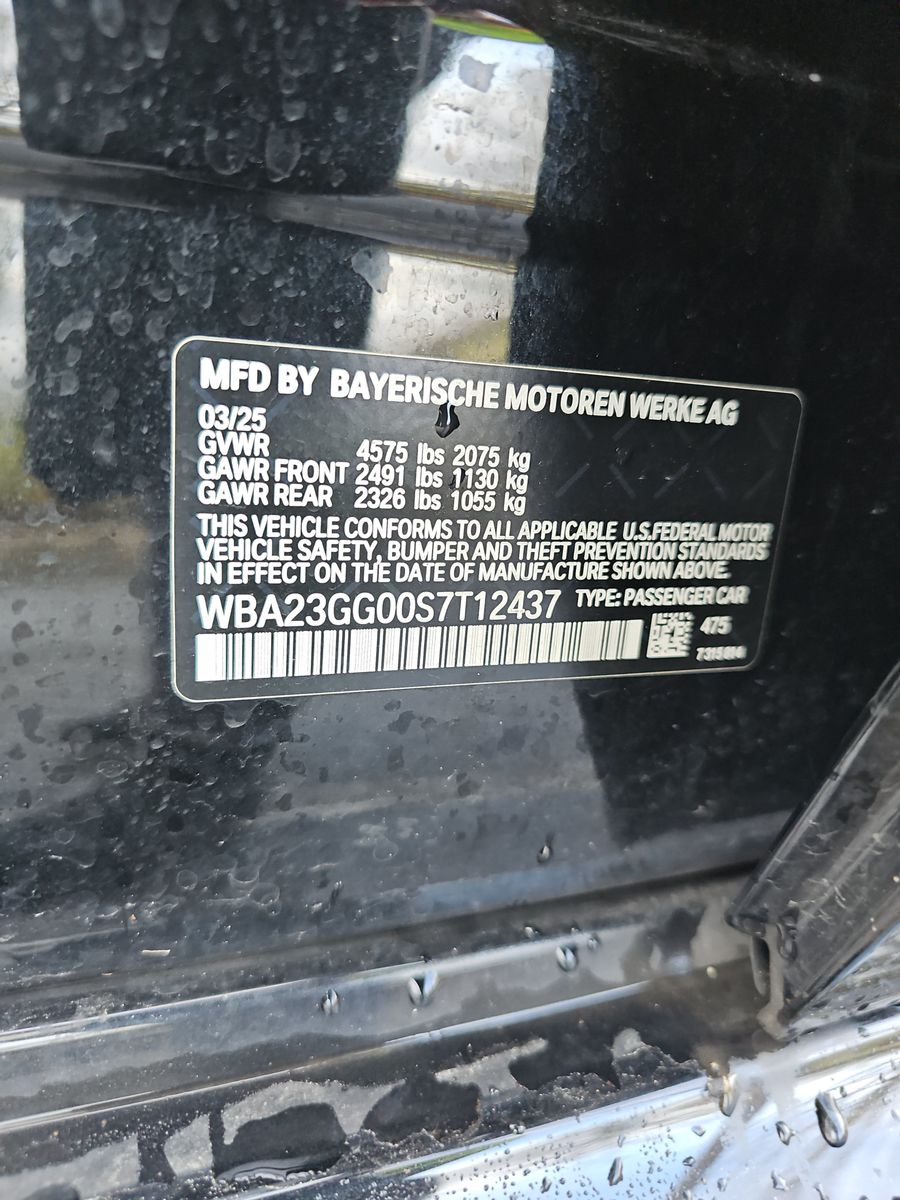 MFD BY BAYERISCHE MOTOREN WERKE AG
03/25
GVWR 4575 lbs 2075 kg
GAWR FRONT 2491 lbs 1130 kg
GAWR REAR 2326 lbs 1055 kg
THIS VEHICLE CONFORMS TO ALL APPLICABLE U.S.FEDERAL MOTOR
VEHICLE SAFETY, BUMPER AND THEFT PREVENTION STANDARDS
IN EFFECT ON THE DATE OF MANUFACTURE SHOWN ABOVE.
WBA23GG00S7T12437 TYPE: PASSENGER CAR
475